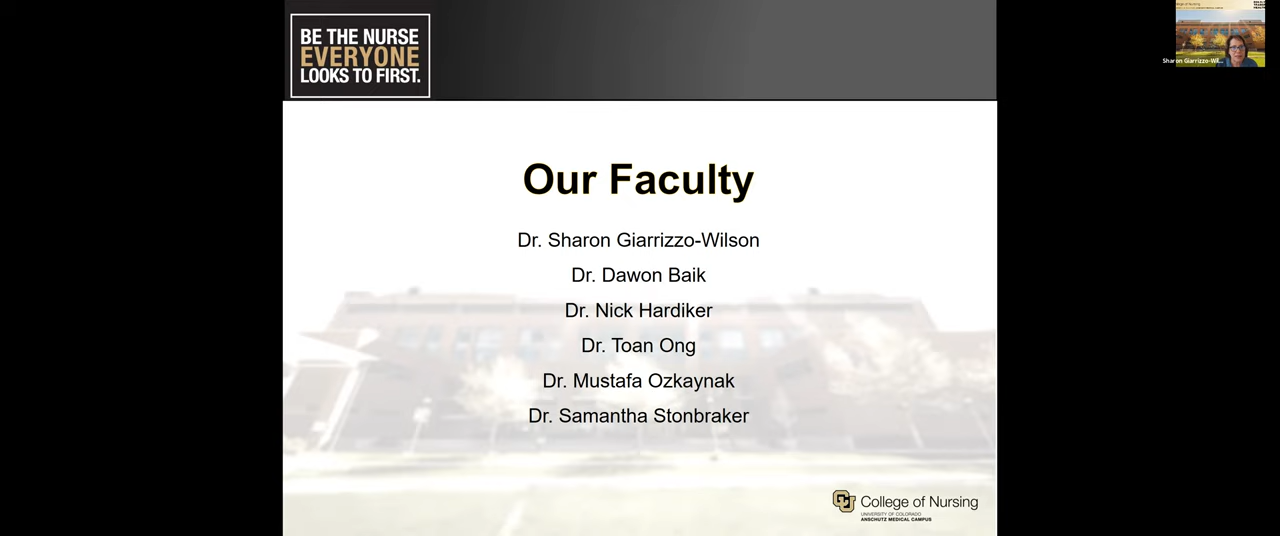 BE THE NURSE
EVERYONE
LOOKS TO FIRST.
Sharon Giarrizzo-Wil...
Our Faculty
Dr. Sharon Giarrizzo-Wilson
Dr. Dawon Baik
Dr. Nick Hardiker
Dr. Toan Ong
Dr. Mustafa Ozkaynak
Dr. Samantha Stonbraker
College of Nursing
UNIVERSITY OF COLORADO
ANSCHUTZ MEDICAL CAMPUS